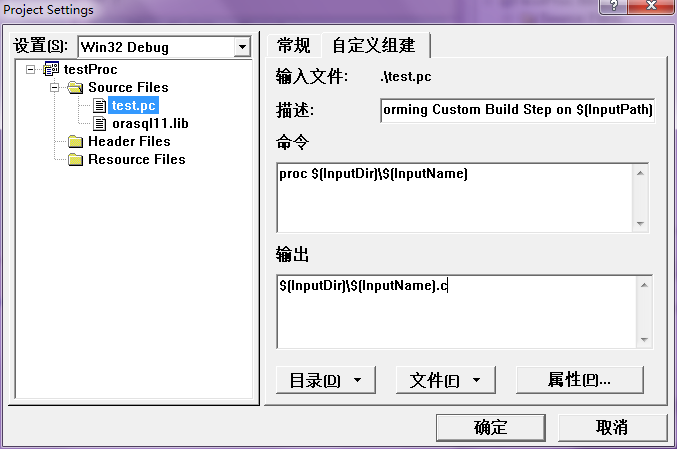 Project Settings
设置(S): Win32 Debug
testProc
Source Files
test.pc
orasql11.lib
Header Files
Resource Files
常规 自定义组建
输入文件: .\test.pc
描述: orming Custom Build Step on $(InputPath)
命令
proc $(InputDir)\$(InputName)
输出
$(InputDir)\$(InputName).c
目录(D) 文件(F) 属性(P)...
确定 取消